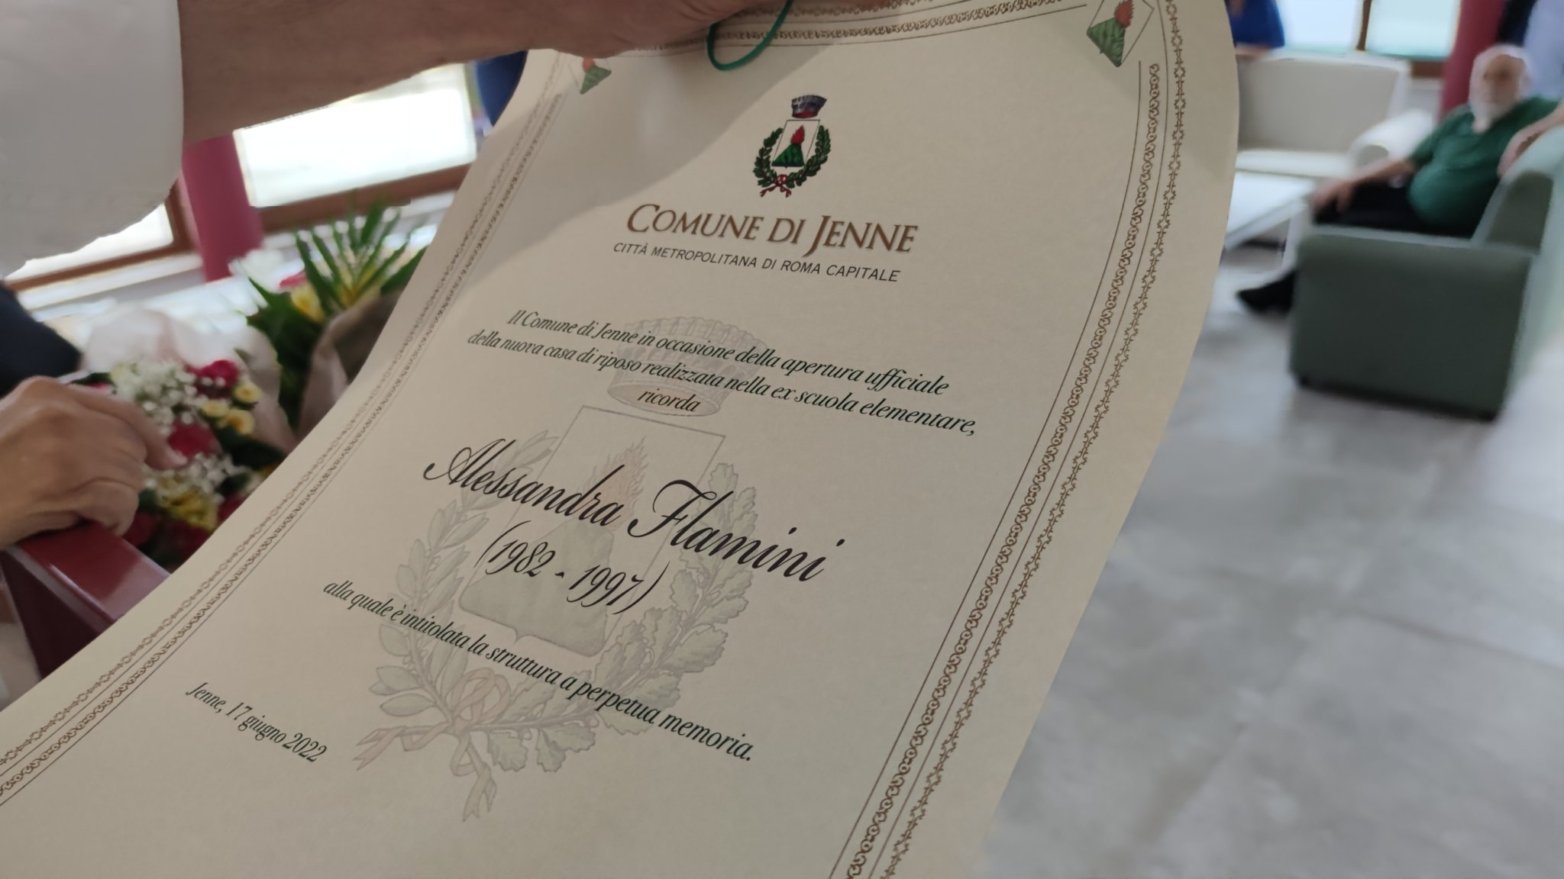 COMUNE DI JENNE
CITTÀ METROPOLITANA DI ROMA CAPITALE
Il Comune di Jenne in occasione della apertura ufficiale
della nuova casa di riposo realizzata nella ex scuola elementare,
ricorda
Alessandra Flamini
(1982 - 1997)
alla quale è intitolata la struttura a perpetua memoria.
Jenne, 17 giugno 2022